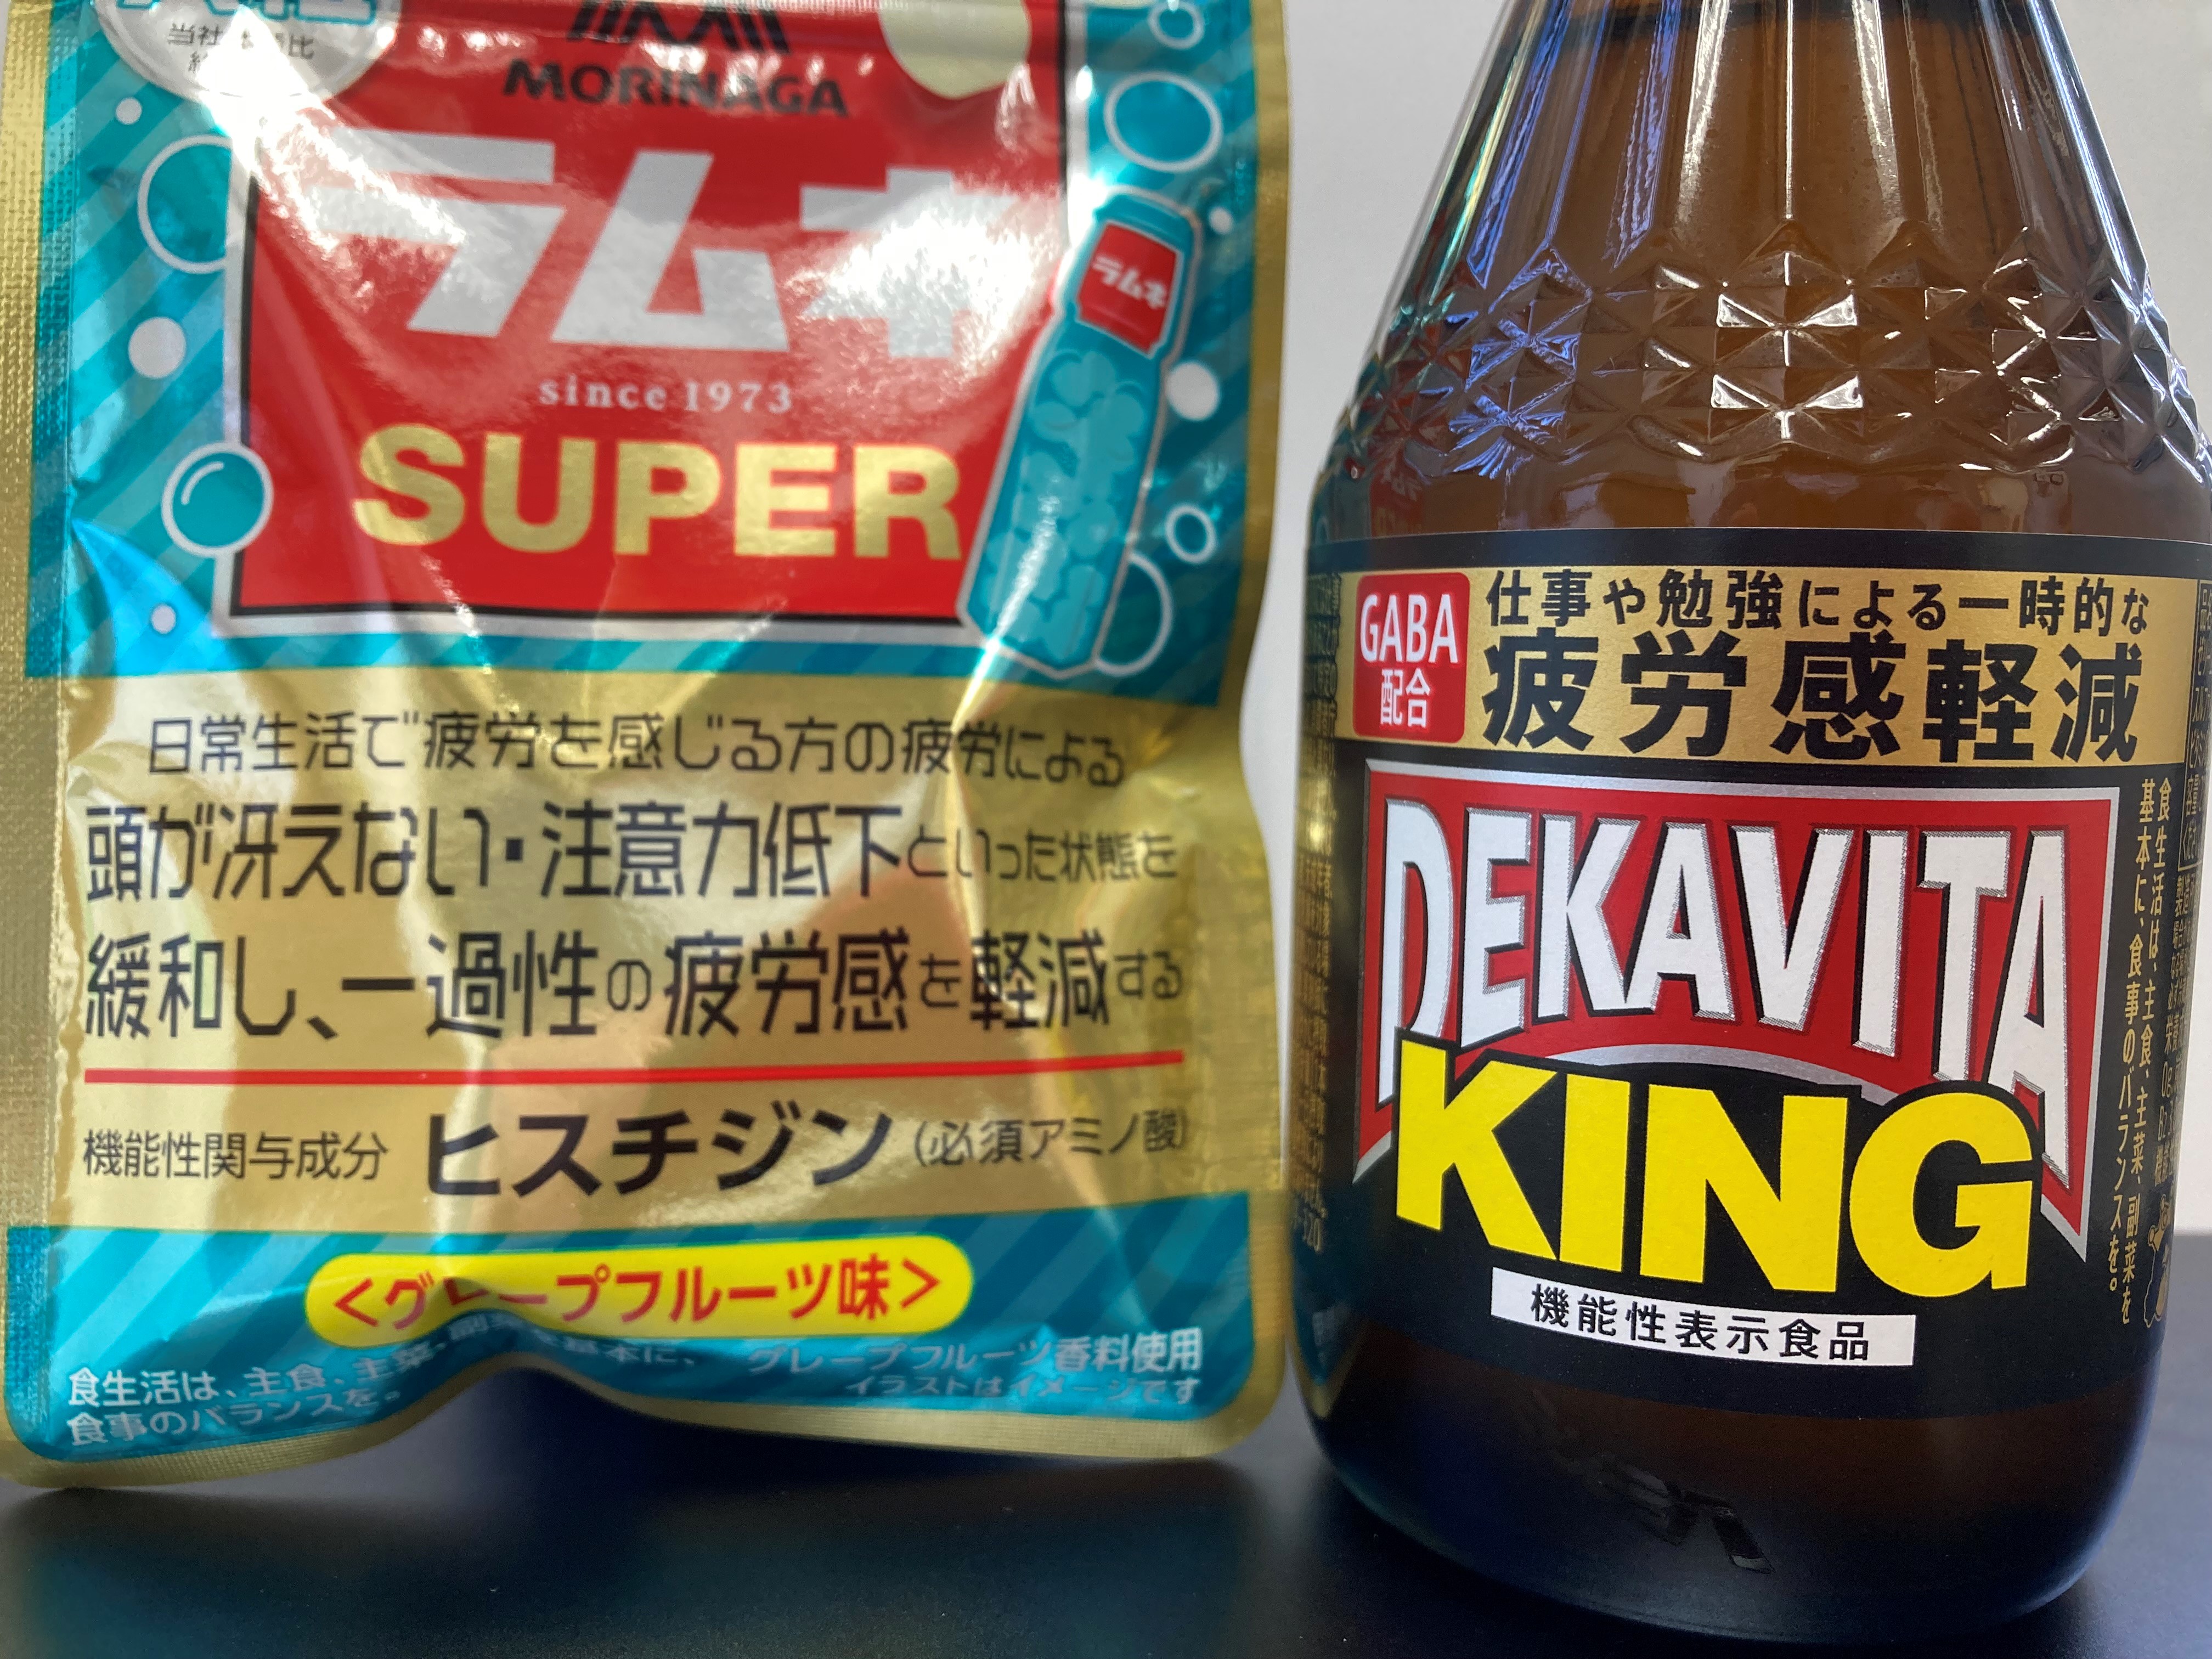 当社
比
MORINAGA
ラムネ
since 1973
SUPER
ラムネ
日常生活で疲労を感じる方の疲労による
頭が冴えない・注意力低下といった状態を
緩和し、一過性の疲労感を軽減する
機能性関与成分 ヒスチジン (必須アミノ酸)
<グレープフルーツ味>
食生活は、主食、主菜、副菜を基本に、
食事のバランスを。
グレープフルーツ香料使用
イラストはイメージです
GABA
配合
仕事や勉強による一時的な
疲労感軽減
DEKAVITA
KING
機能性表示食品
食生活は、主食、主菜、副菜を
基本に、食事のバランスを。